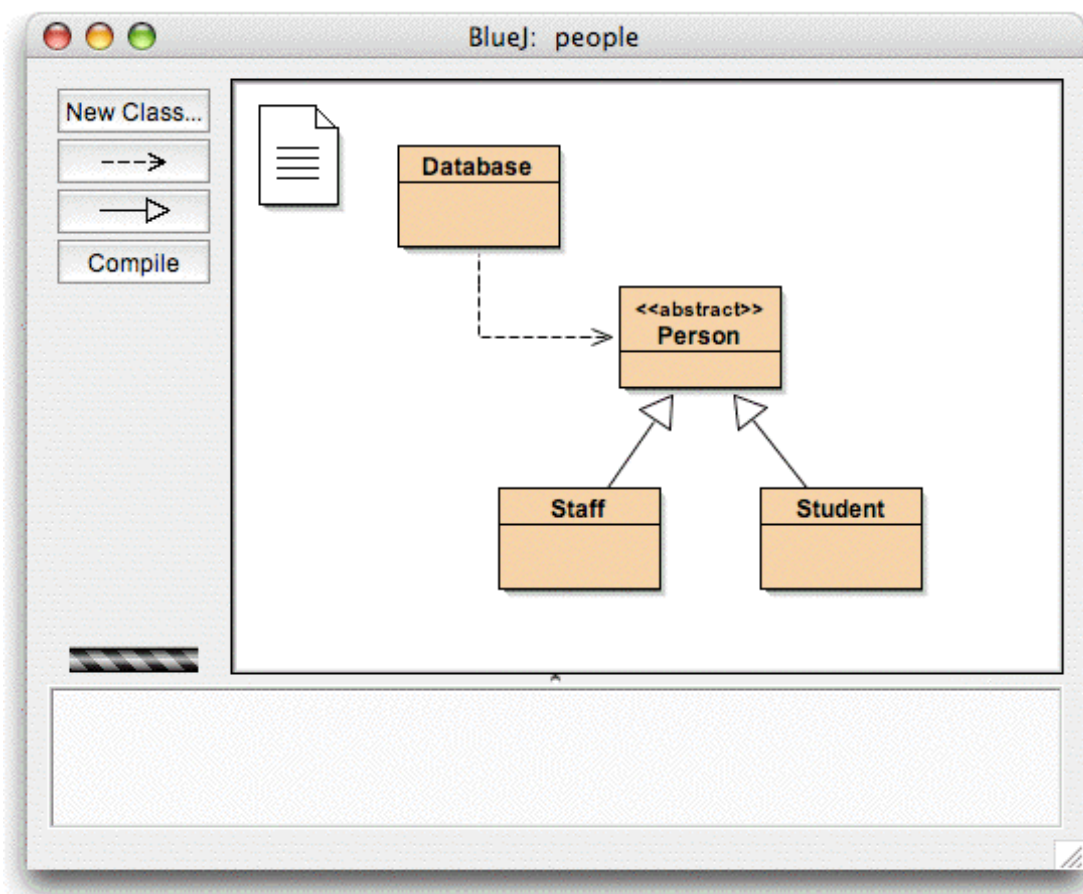 BlueJ: people
New Class...
Compile
Database
<<abstract>>
Person
Staff
Student